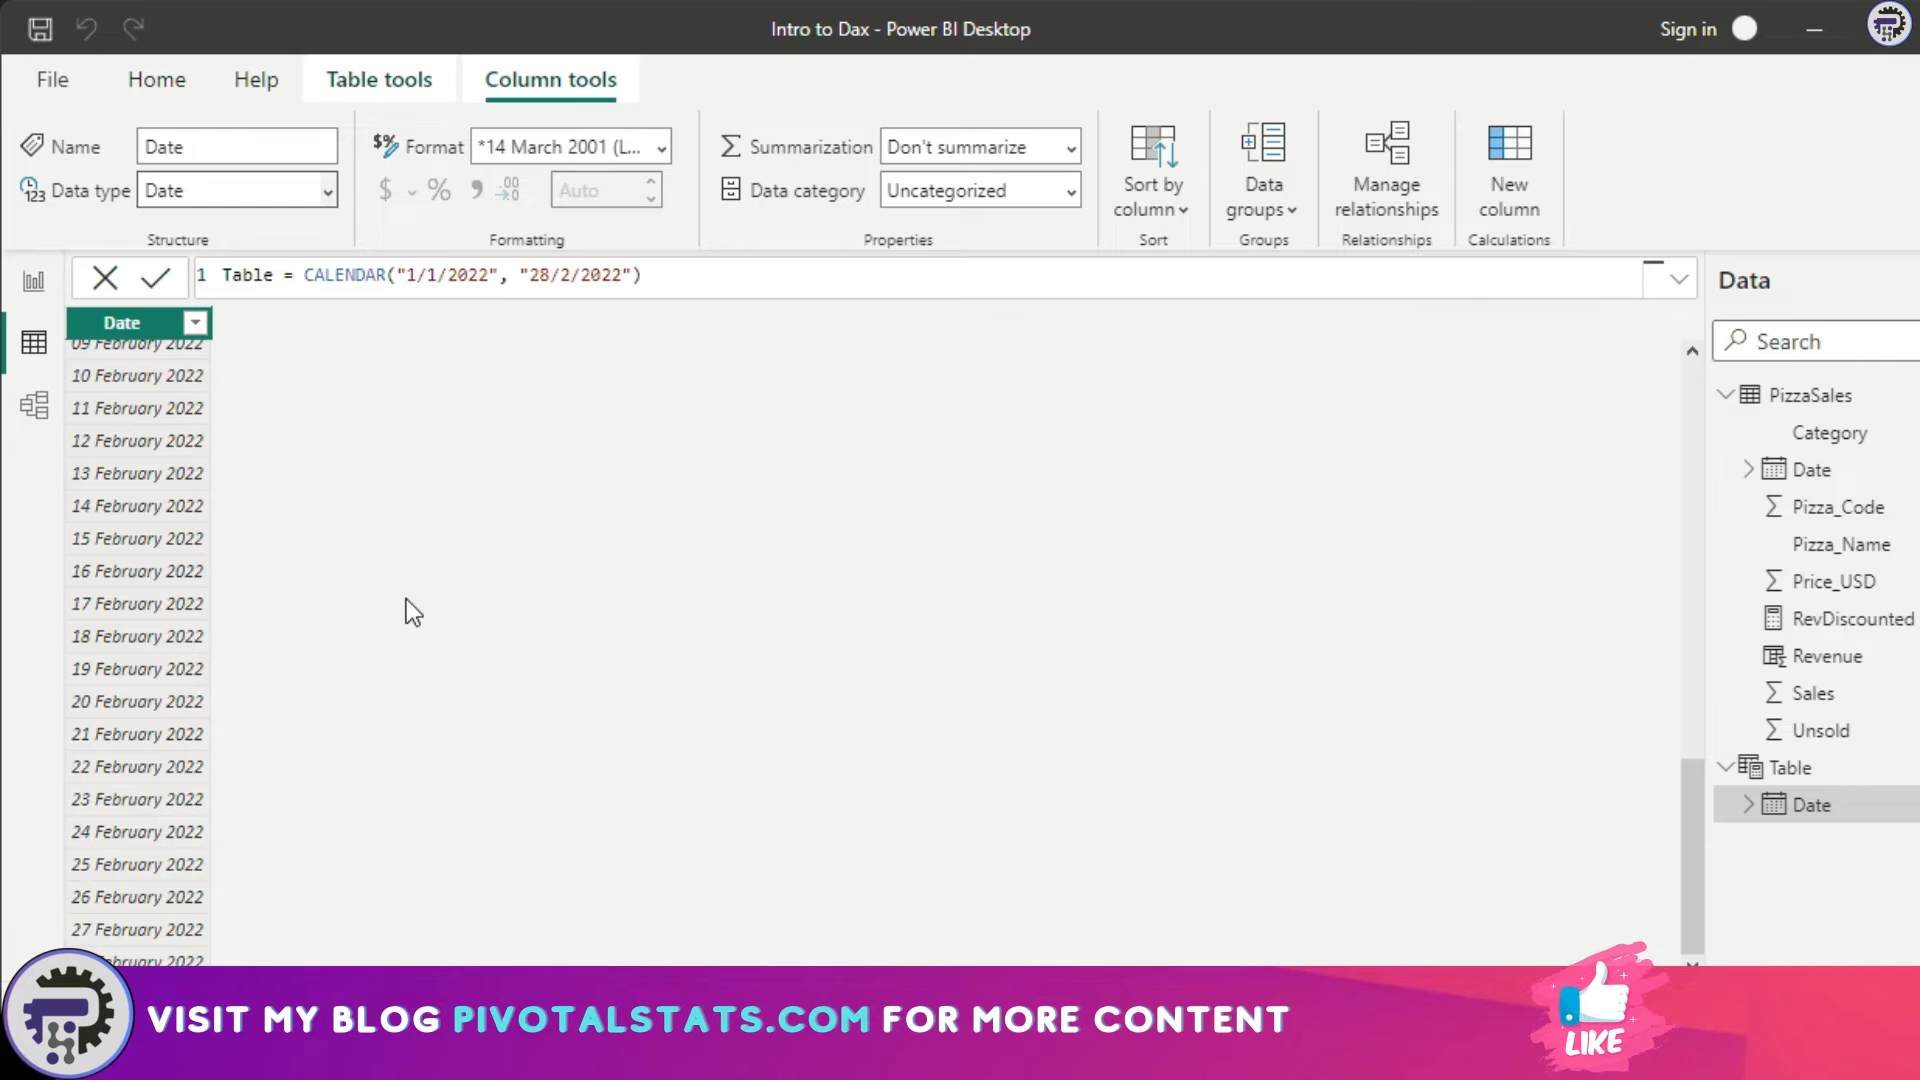 Intro to Dax - Power BI Desktop
Sign in
File Home Help Table tools Column tools
Name Date
Data type Date
Structure
Format *14 March 2001 (L...
$ % 9 .00 Auto
Formatting
Summarization Don't summarize
Data category Uncategorized
Properties
Sort by column
Sort
Data groups
Groups
Manage relationships
Relationships
New column
Calculations
1 Table = CALENDAR("1/1/2022", "28/2/2022")
Date
09 February 2022
10 February 2022
11 February 2022
12 February 2022
13 February 2022
14 February 2022
15 February 2022
16 February 2022
17 February 2022
18 February 2022
19 February 2022
20 February 2022
21 February 2022
22 February 2022
23 February 2022
24 February 2022
25 February 2022
26 February 2022
27 February 2022
February 2022
Data
Search
PizzaSales
Category
Date
Pizza_Code
Pizza_Name
Price_USD
RevDiscounted
Revenue
Sales
Unsold
Table
Date
VISIT MY BLOG PIVOTALSTATS.COM FOR MORE CONTENT
LIKE